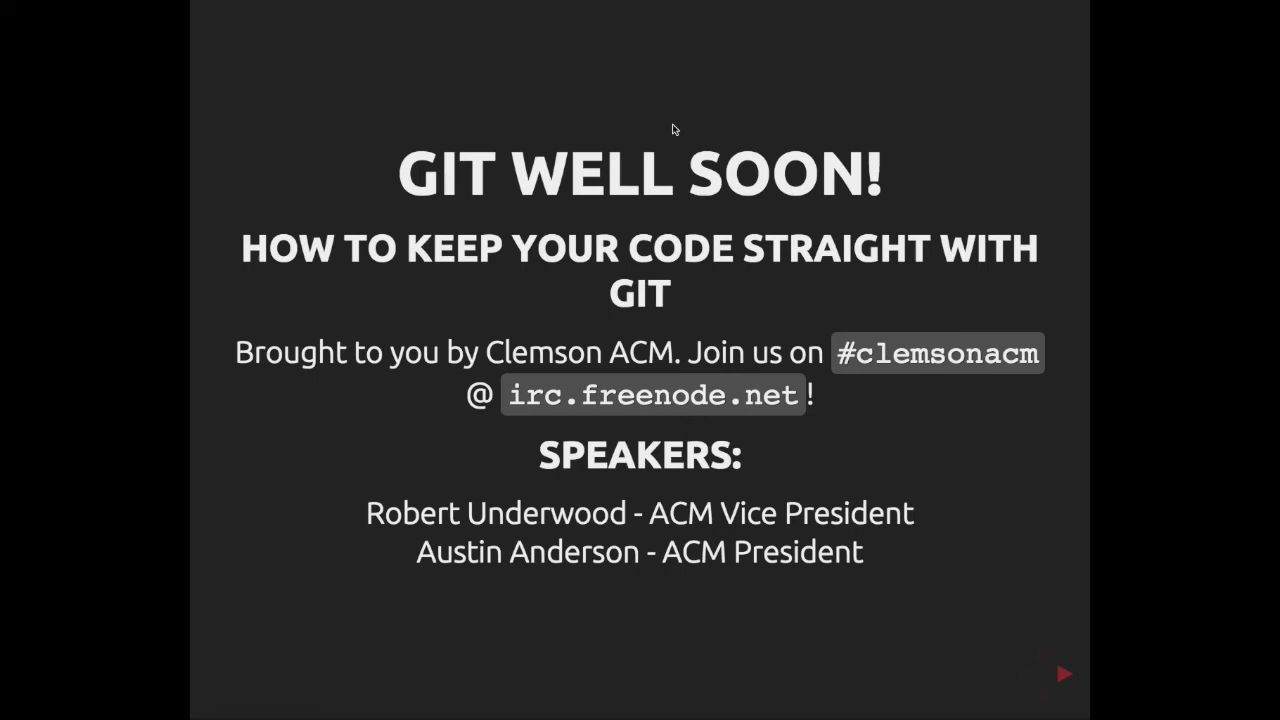 GIT WELL SOON!
HOW TO KEEP YOUR CODE STRAIGHT WITH
GIT
Brought to you by Clemson ACM. Join us on #clemsonacm
@ irc.freenode.net!
SPEAKERS:
Robert Underwood - ACM Vice President
Austin Anderson - ACM President